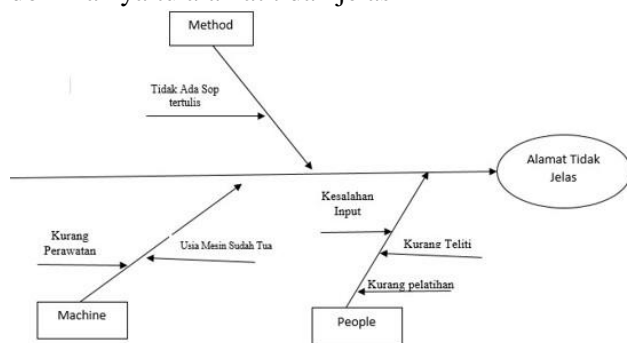 Method
Tidak Ada Sop
tertulis
Alamat Tidak
Jelas
Kesalahan
Input
Kurang
Perawatan
Usia Mesin Sudah Tua
Kurang Teliti
Kurang pelatihan
Machine
People